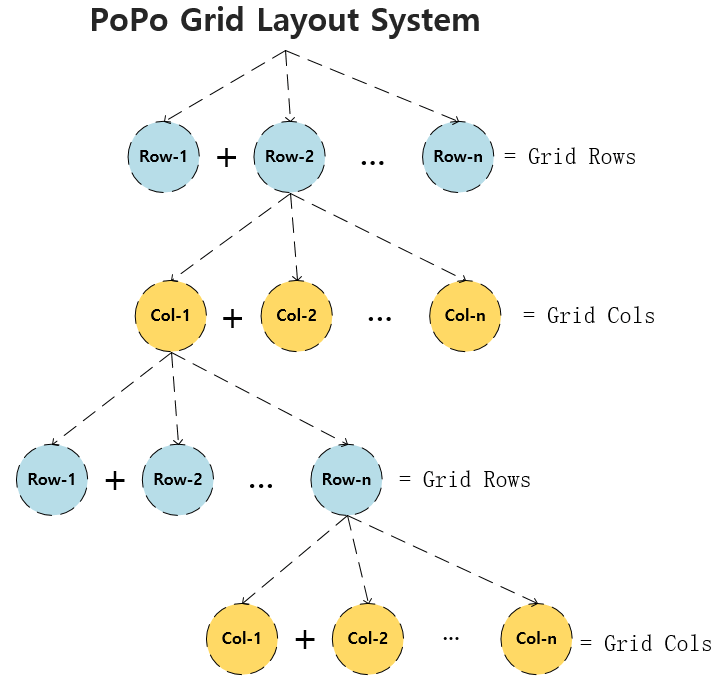 PoPo Grid Layout System
Row-1 + Row-2 ... Row-n = Grid Rows
Col-1 + Col-2 ... Col-n = Grid Cols
Row-1 + Row-2 ... Row-n = Grid Rows
Col-1 + Col-2 ... Col-n = Grid Cols